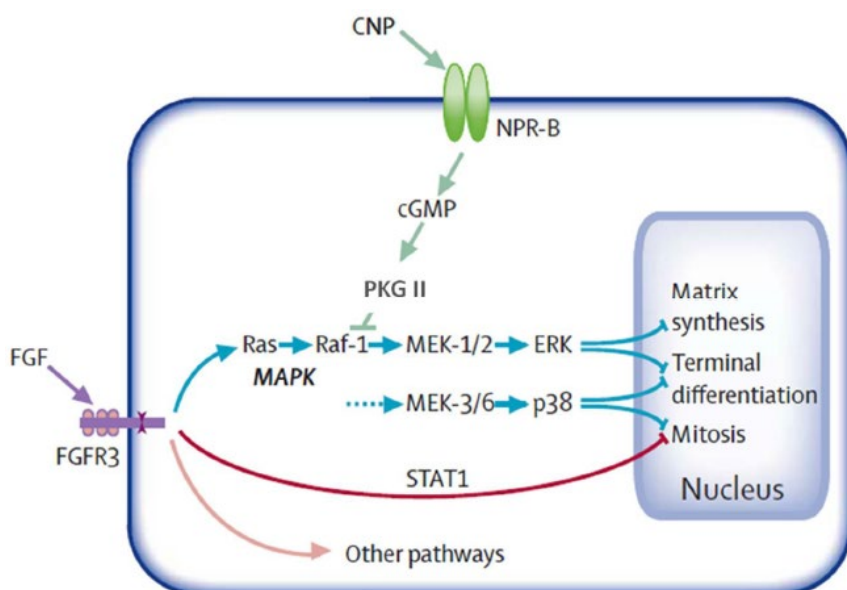 CNP
NPR-B
cGMP
PKG II
Matrix
synthesis
Ras Raf-1 MEK-1/2 ERK
MAPK
FGF
Terminal
differentiation
MEK-3/6 p38
Mitosis
FGFR3
STAT1
Nucleus
Other pathways